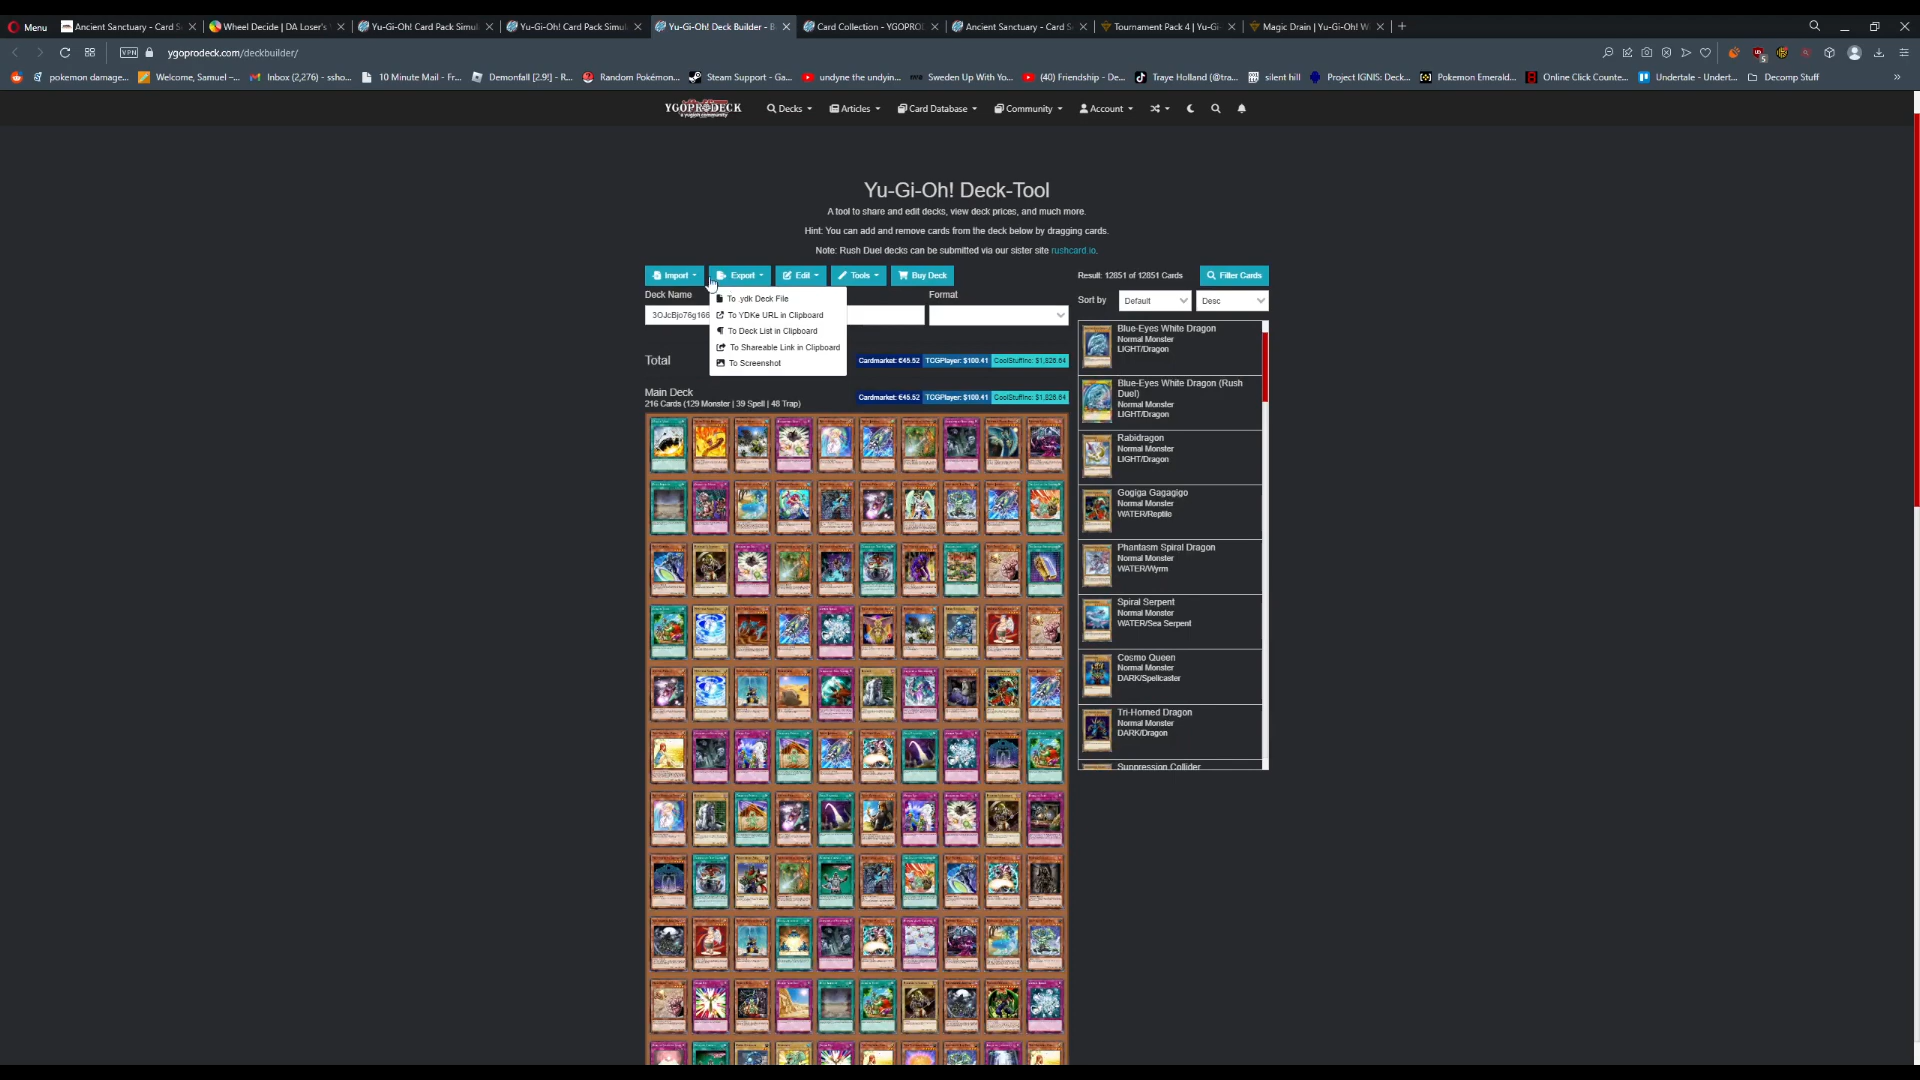 Menu
Ancient Sanctuary - Card S
Wheel Decide | DA Loser's
Yu-Gi-Oh! Card Pack Simul
Yu-Gi-Oh! Card Pack Simul
Yu-Gi-Oh! Deck Builder - B
Card Collection - YGOPROD
Ancient Sanctuary - Card S
Tournament Pack 4 | Yu-Gi
Magic Drain | Yu-Gi-Oh! W
VPN
ygoprodeck.com/deckbuilder/
pokemon damage...
Welcome, Samuel –...
Inbox (2,276) - ssho...
10 Minute Mail - Fr...
Demonfall [2.9] - R...
Random Pokémon...
Steam Support - Ga...
undyne the undyin...
Sweden Up With Yo...
(40) Friendship - De...
Traye Holland (@tra...
silent hill
Project IGNIS: Deck...
Pokemon Emerald...
Online Click Counte...
Undertale - Undert...
Decomp Stuff
YGOPRODECK
Decks
Articles
Card Database
Community
Account
Yu-Gi-Oh! Deck-Tool
A tool to share and edit decks, view deck prices, and much more.
Hint: You can add and remove cards from the deck below by dragging cards.
Note: Rush Duel decks can be submitted via our sister site rushcard.io.
Import
Export
Edit
Tools
Buy Deck
Result: 12851 of 12851 Cards
Filter Cards
Deck Name
To .ydk Deck File
Format
Sort by
Default
Desc
3OJcBjo76g166
To YDKe URL in Clipboard
To Deck List in Clipboard
To Shareable Link in Clipboard
To Screenshot
Total
Cardmarket: €45.52
TCGPlayer: $100.41
CoolStuffInc: $1,826.64
Main Deck
216 Cards (129 Monster | 39 Spell | 48 Trap)
Cardmarket: €45.52
TCGPlayer: $100.41
CoolStuffInc: $1,826.64
Blue-Eyes White Dragon
Normal Monster
LIGHT/Dragon
Blue-Eyes White Dragon (Rush
Duel)
Normal Monster
LIGHT/Dragon
Rabidragon
Normal Monster
LIGHT/Dragon
Gogiga Gagagigo
Normal Monster
WATER/Reptile
Phantasm Spiral Dragon
Normal Monster
WATER/Wyrm
Spiral Serpent
Normal Monster
WATER/Sea Serpent
Cosmo Queen
Normal Monster
DARK/Spellcaster
Tri-Horned Dragon
Normal Monster
DARK/Dragon
Suppression Collider